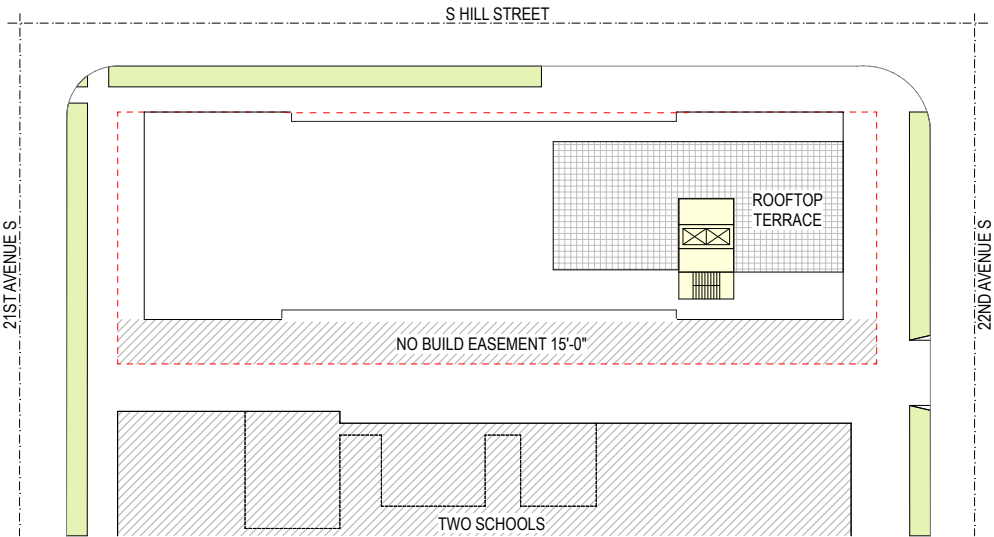 S HILL STREET
21ST AVENUE S
22ND AVENUE S
ROOFTOP
TERRACE
NO BUILD EASEMENT 15'-0"
TWO SCHOOLS